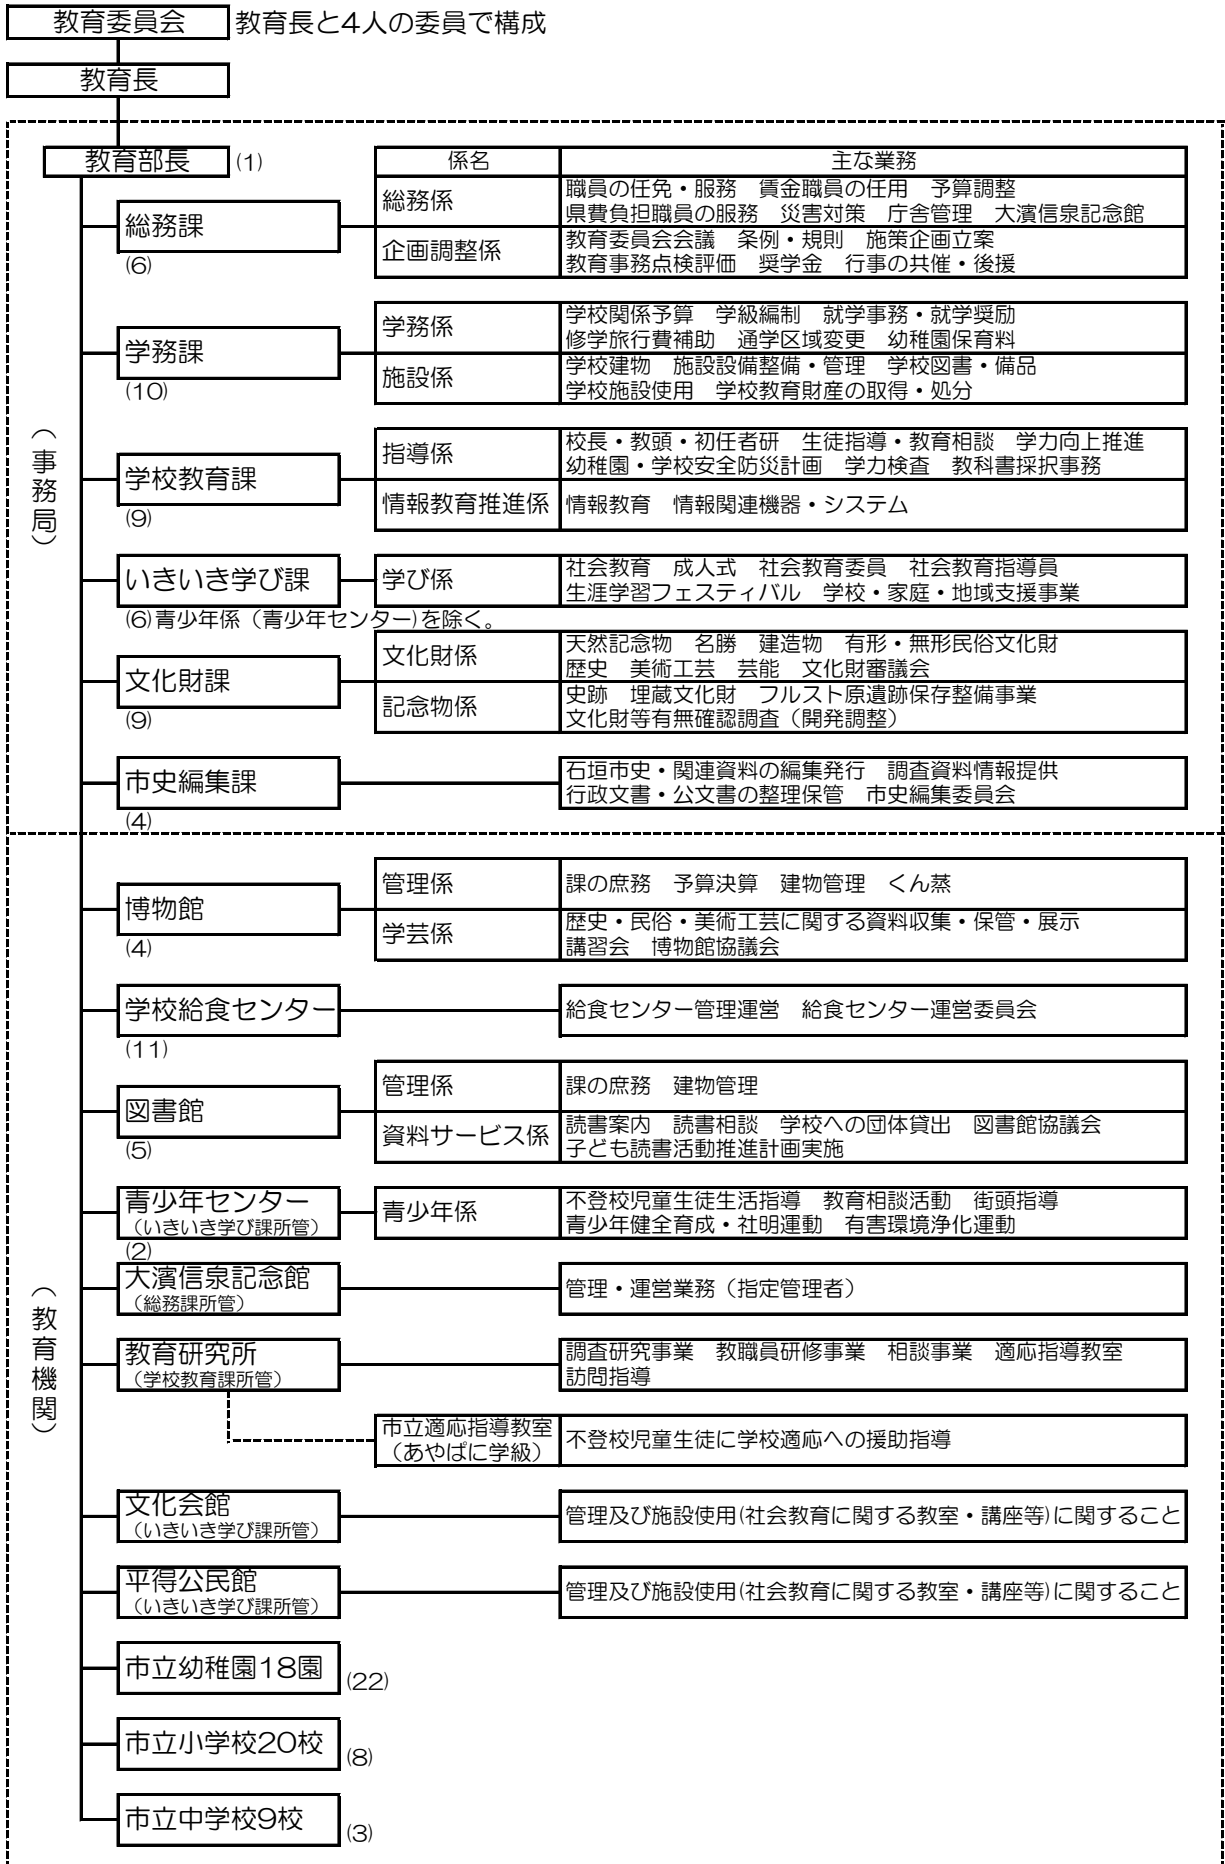 教育委員会 教育長と4人の委員で構成
教育長
教育部長 (1)
係名 主な業務
総務課
(6)
総務係
職員の任免・服務 賃金職員の任用 予算調整
県費負担職員の服務 災害対策 庁舎管理 大濱信泉記念館
企画調整係
教育委員会会議 条例・規則 施策企画立案
教育事務点検評価 奨学金 行事の共催・後援
学務課
(10)
学務係
学校関係予算 学級編制 就学事務・就学奨励
修学旅行費補助 通学区域変更 幼稚園保育料
施設係
学校建物 施設設備整備・管理 学校図書・備品
学校施設使用 学校教育財産の取得・処分
(事務局)
学校教育課
(9)
指導係
校長・教頭・初任者研 生徒指導・教育相談 学力向上推進
幼稚園・学校安全防災計画 学力検査 教科書採択事務
情報教育推進係
情報教育 情報関連機器・システム
いきいき学び課
(6)青少年係(青少年センター)を除く。
学び係
社会教育 成人式 社会教育委員 社会教育指導員
生涯学習フェスティバル 学校・家庭・地域支援事業
文化財課
(9)
文化財係
天然記念物 名勝 建造物 有形・無形民俗文化財
歴史 美術工芸 芸能 文化財審議会
記念物係
史跡 埋蔵文化財 フルスト原遺跡保存整備事業
文化財等有無確認調査(開発調整)
市史編集課
(4)
石垣市史・関連資料の編集発行 調査資料情報提供
行政文書・公文書の整理保管 市史編集委員会
博物館
(4)
管理係
課の庶務 予算決算 建物管理 くん蒸
学芸係
歴史・民俗・美術工芸に関する資料収集・保管・展示
講習会 博物館協議会
学校給食センター
(11)
給食センター管理運営 給食センター運営委員会
図書館
(5)
管理係
課の庶務 建物管理
資料サービス係
読書案内 読書相談 学校への団体貸出 図書館協議会
子ども読書活動推進計画実施
青少年センター
(いきいき学び課所管)
(2)
青少年係
不登校児童生徒生活指導 教育相談活動 街頭指導
青少年健全育成・社明運動 有害環境浄化運動
(教育機関)
大濱信泉記念館
(総務課所管)
管理・運営業務(指定管理者)
教育研究所
(学校教育課所管)
調査研究事業 教職員研修事業 相談事業 適応指導教室
訪問指導
市立適応指導教室
(あやぱに学級)
不登校児童生徒に学校適応への援助指導
文化会館
(いきいき学び課所管)
管理及び施設使用(社会教育に関する教室・講座等)に関すること
平得公民館
(いきいき学び課所管)
管理及び施設使用(社会教育に関する教室・講座等)に関すること
市立幼稚園18園 (22)
市立小学校20校 (8)
市立中学校9校 (3)